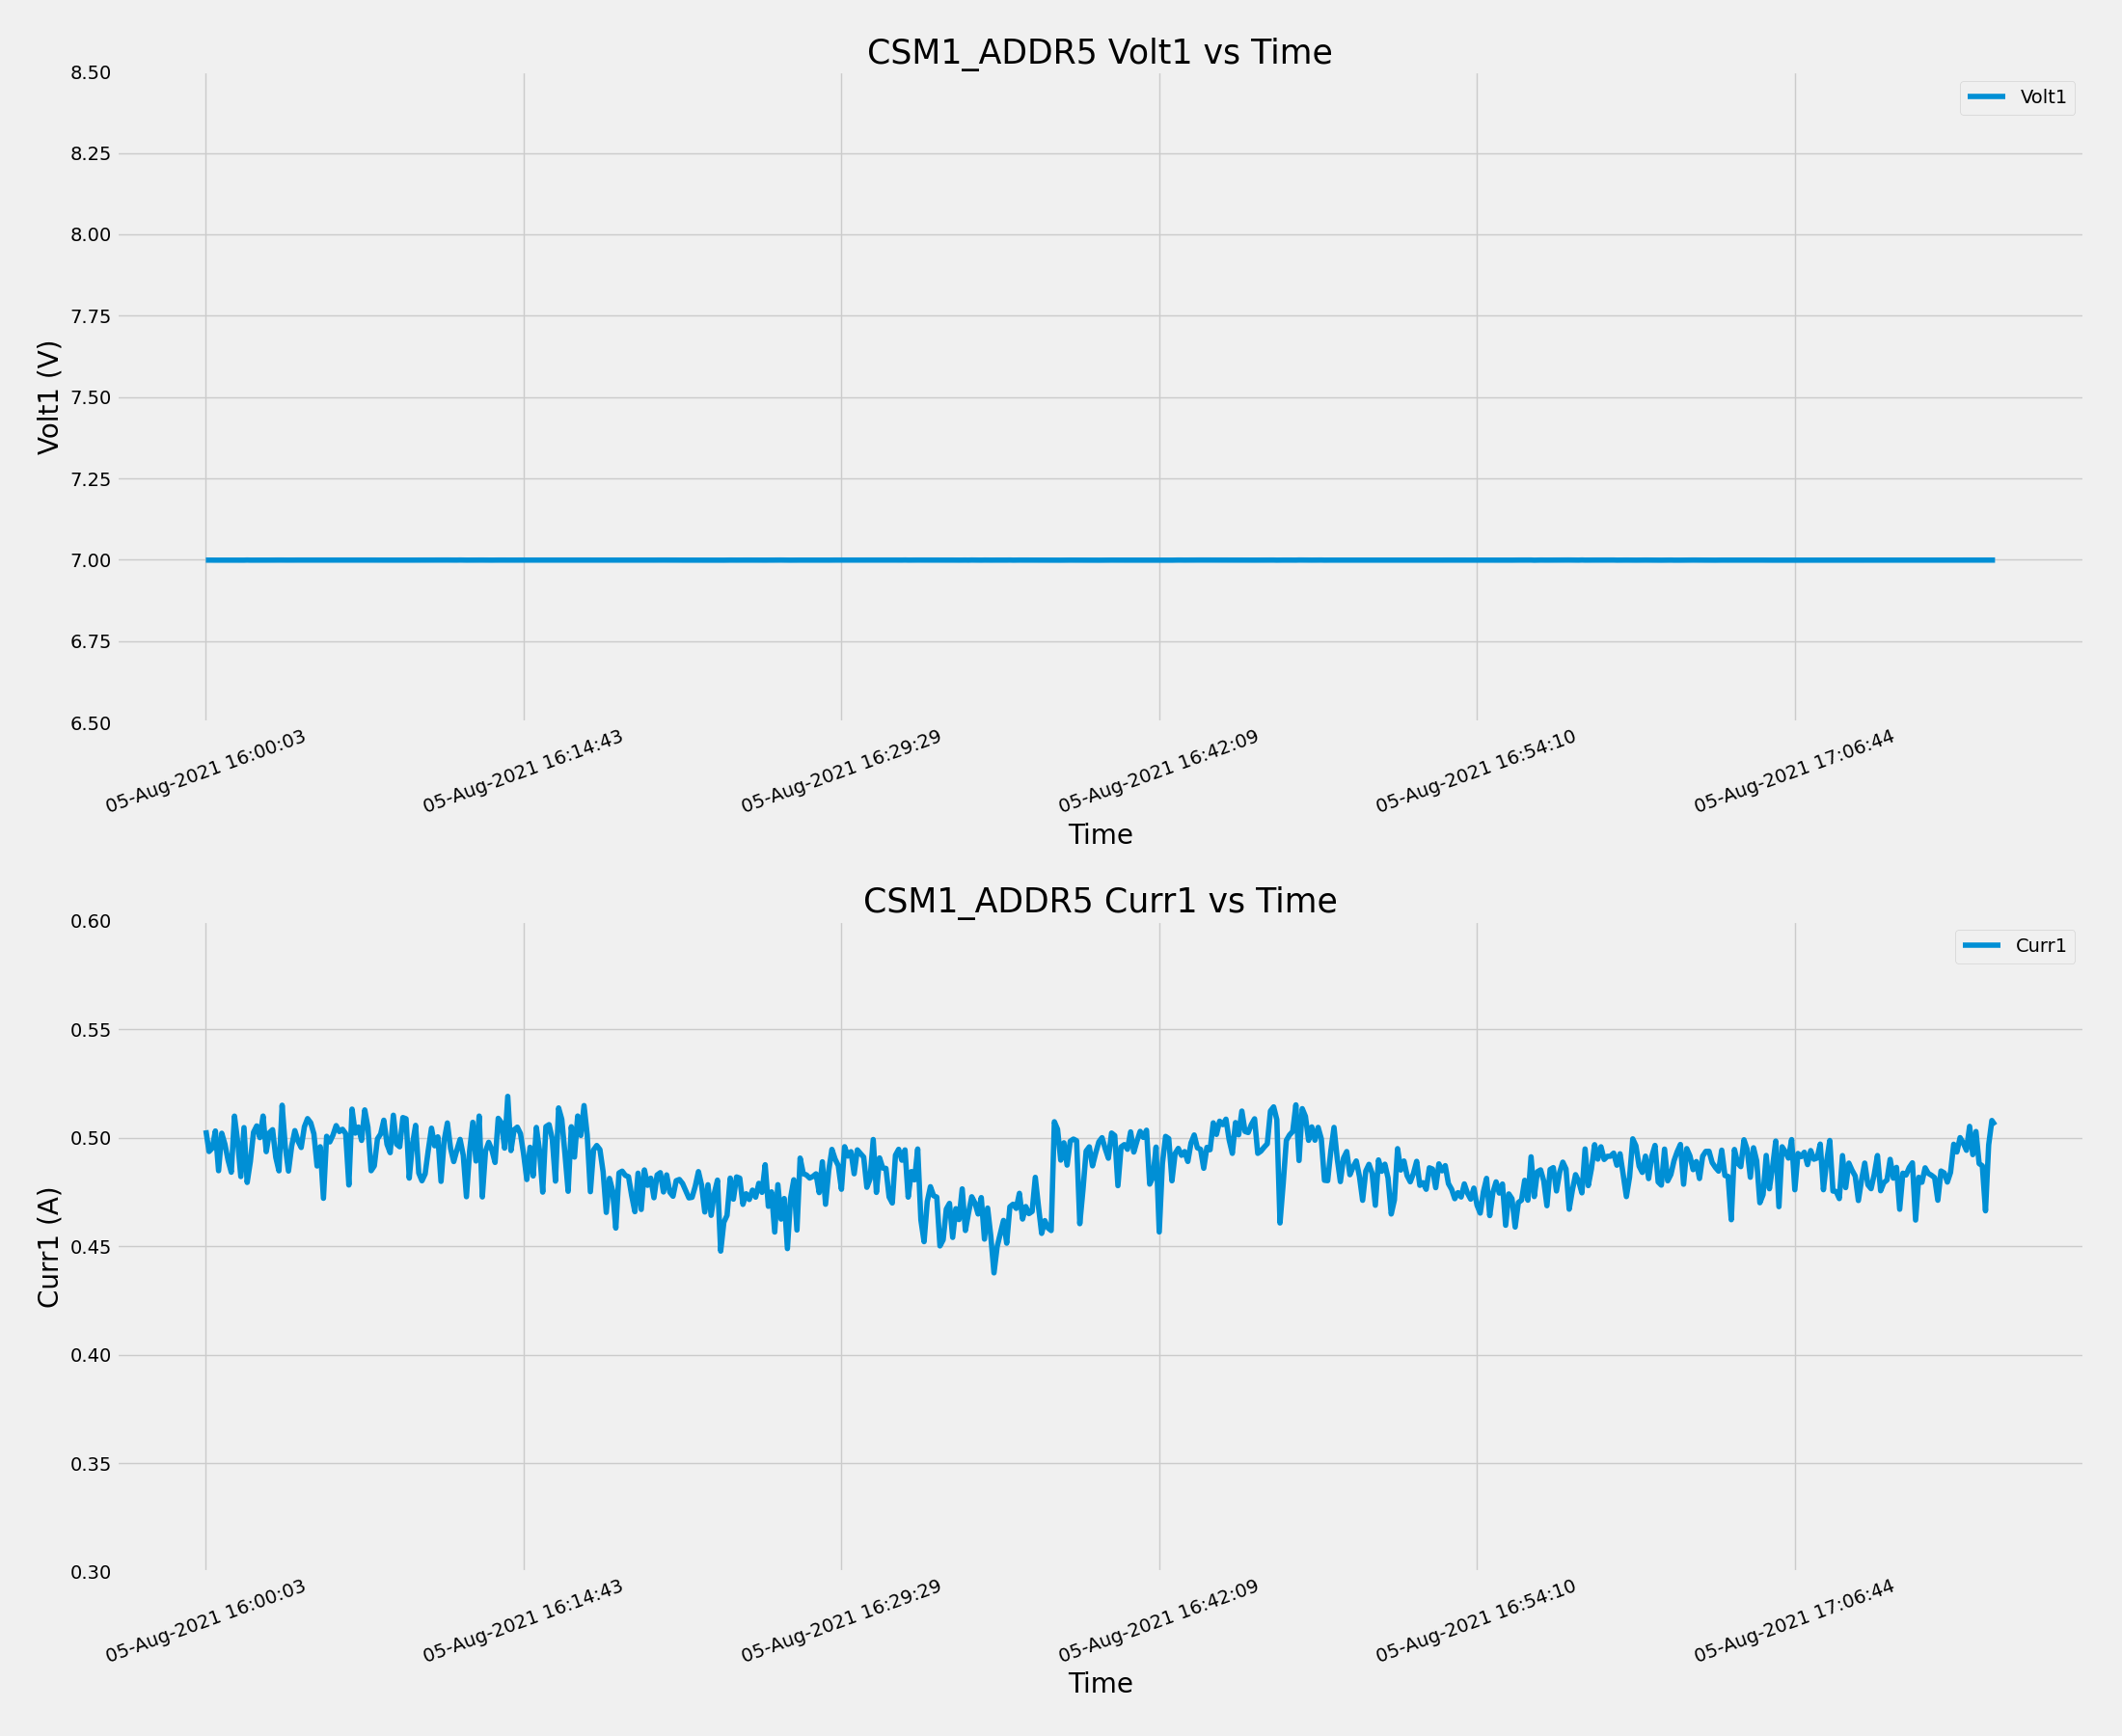 CSM1_ADDR5 Volt1 vs Time
8.50
Volt1
8.25
8.00
7.75
7.50
Volt1 (V)
7.25
7.00
6.75
6.50
05-Aug-2021 16:00:03
05-Aug-2021 16:14:43
05-Aug-2021 16:29:29
05-Aug-2021 16:42:09
05-Aug-2021 16:54:10
05-Aug-2021 17:06:44
Time
CSM1_ADDR5 Curr1 vs Time
0.60
Curr1
0.55
0.50
0.45
Curr1 (A)
0.40
0.35
0.30
05-Aug-2021 16:00:03
05-Aug-2021 16:14:43
05-Aug-2021 16:29:29
05-Aug-2021 16:42:09
05-Aug-2021 16:54:10
05-Aug-2021 17:06:44
Time